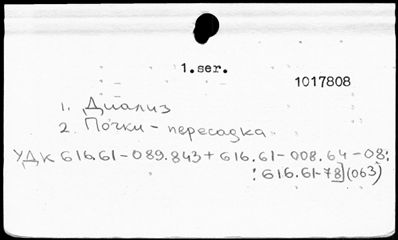 1.ser.
1017808
1. Диализ
2. Почки - пересадка
УДК 616.61-089.843+616.61-008.64-08:
:616.61-78](063)